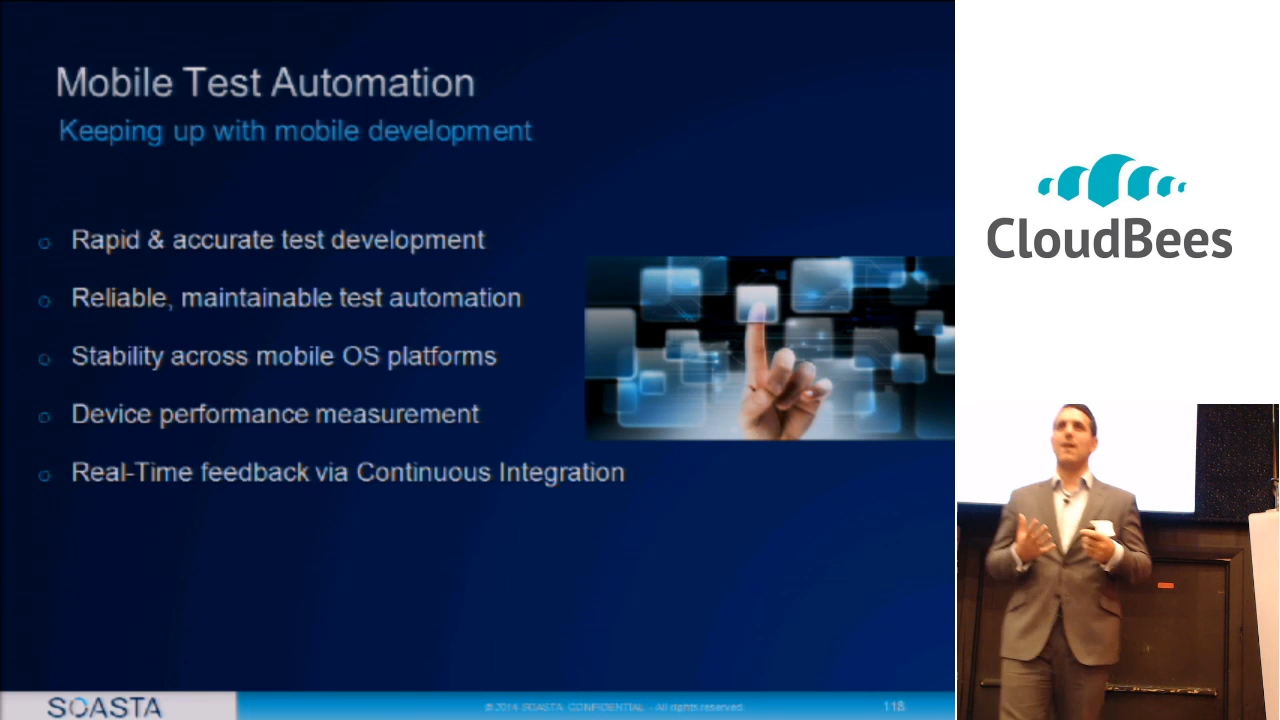 Mobile Test Automation
Keeping up with mobile development
Rapid & accurate test development
Reliable, maintainable test automation
Stability across mobile OS platforms
Device performance measurement
Real-Time feedback via Continuous Integration
SOASTA
© 2014 SOASTA CONFIDENTIAL - All rights reserved.
118
CloudBees